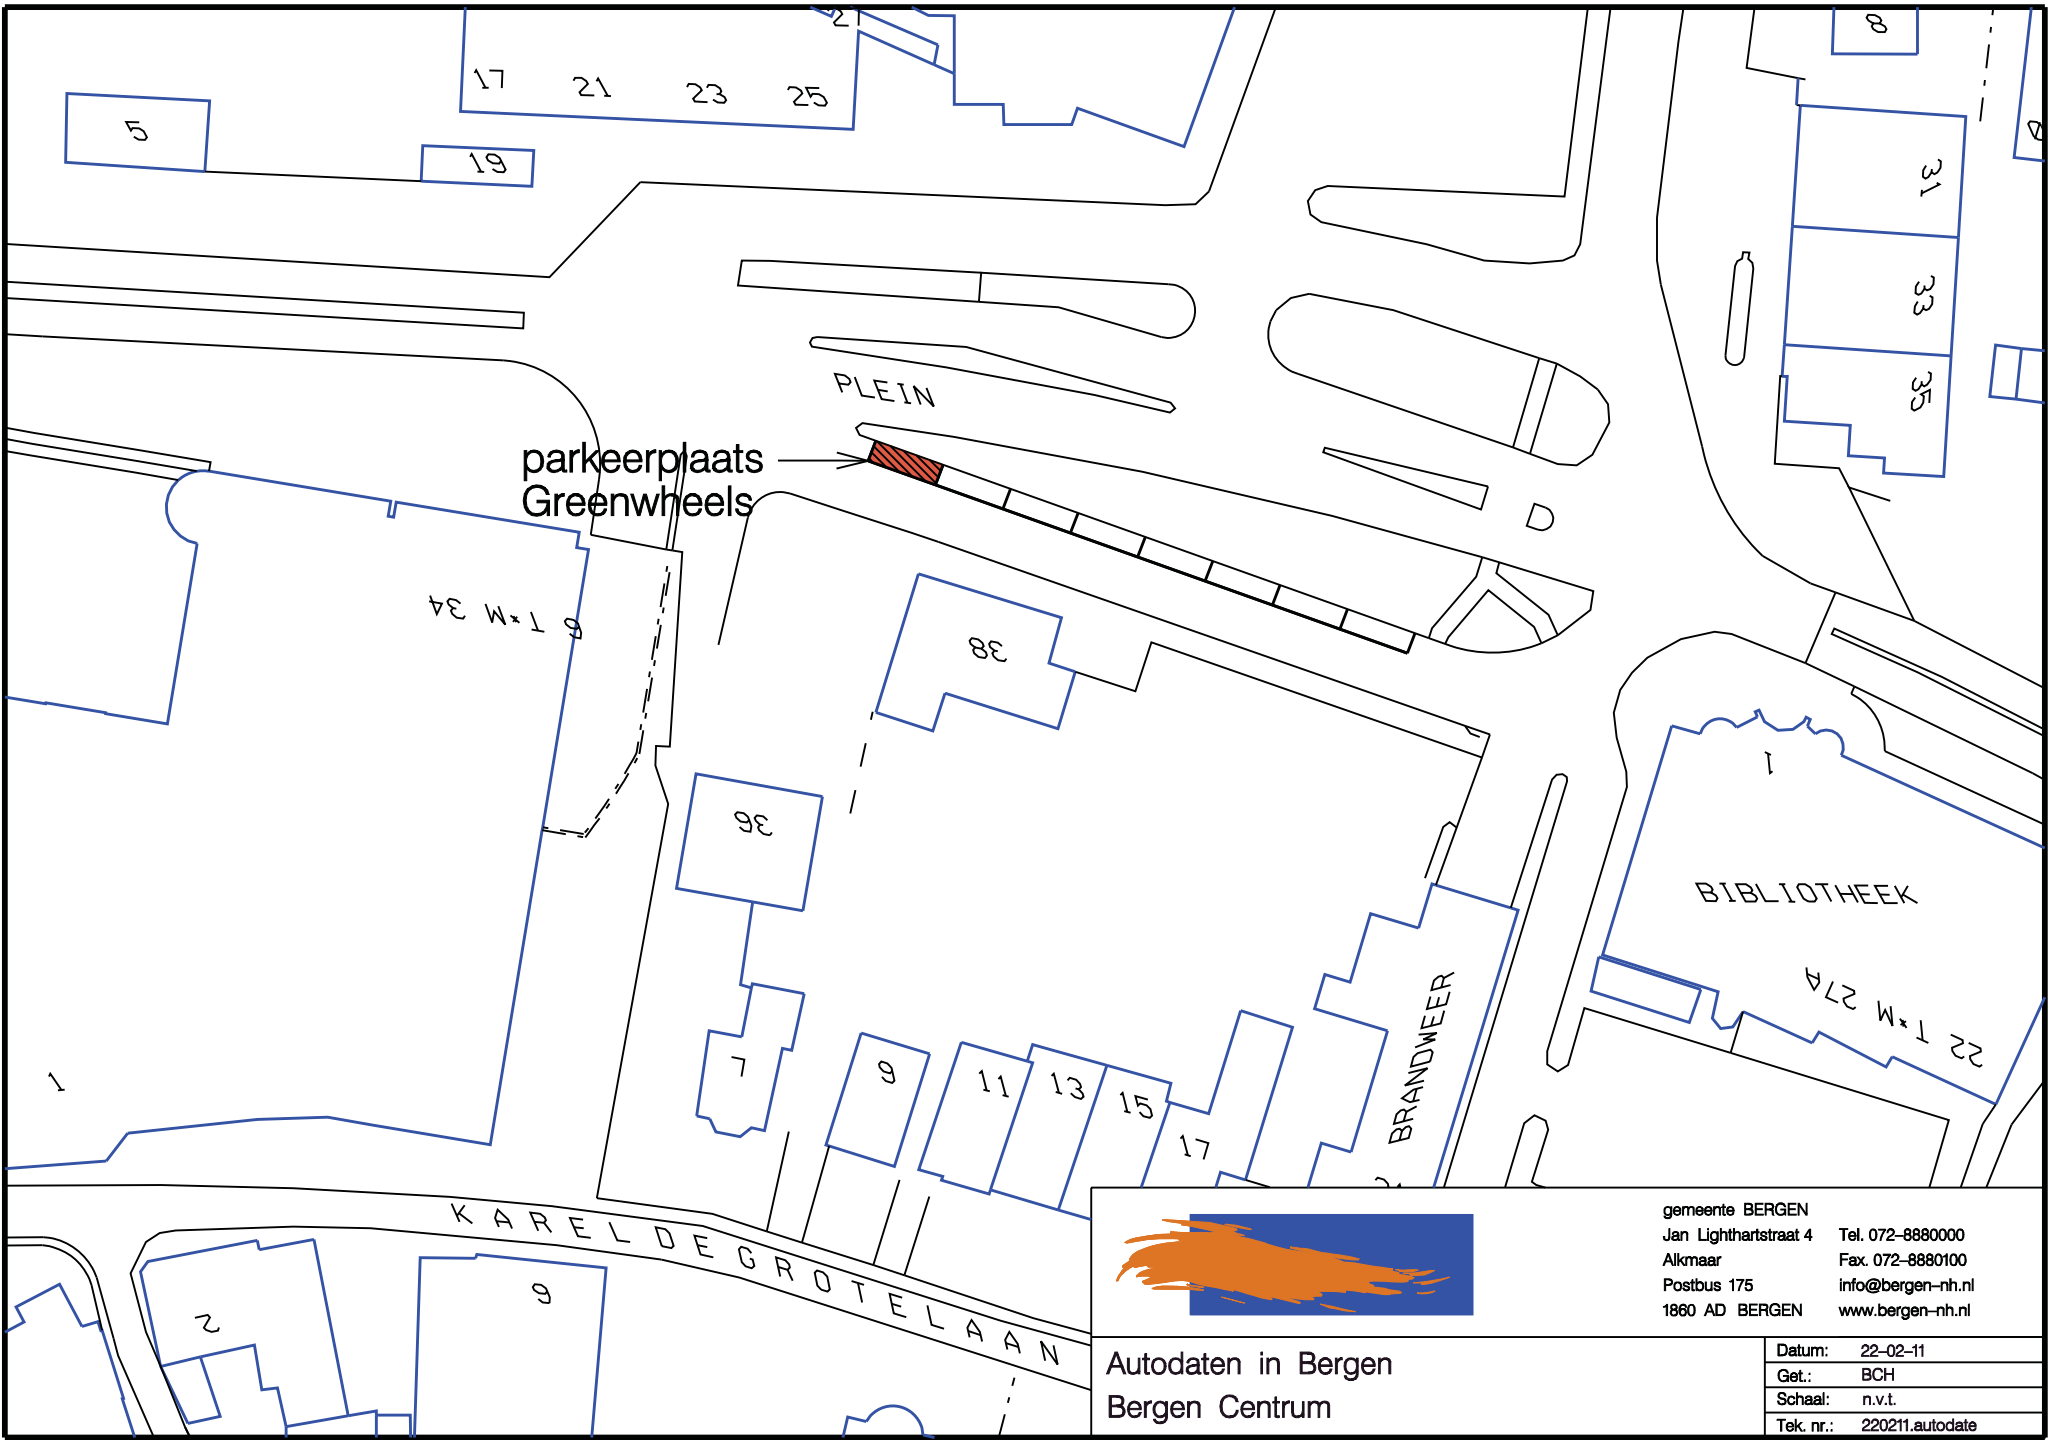 2
8
17 21 23 25
5
19
31
33
35
PLEIN
parkeerplaats
Greenwheels
6 T*M 34
38
36
1
BIBLIOTHEEK
22 T*M 27A
BRANDWEER
1
7
9
11
13
15
17
KAREL DE GROTELAAN
2
9
gemeente BERGEN
Jan Lighthartstraat 4 Tel. 072-8880000
Alkmaar Fax. 072-8880100
Postbus 175 info@bergen-nh.nl
1860 AD BERGEN www.bergen-nh.nl
Autodaten in Bergen
Bergen Centrum
Datum: 22-02-11
Get.: BCH
Schaal: n.v.t.
Tek. nr.: 220211.autodate